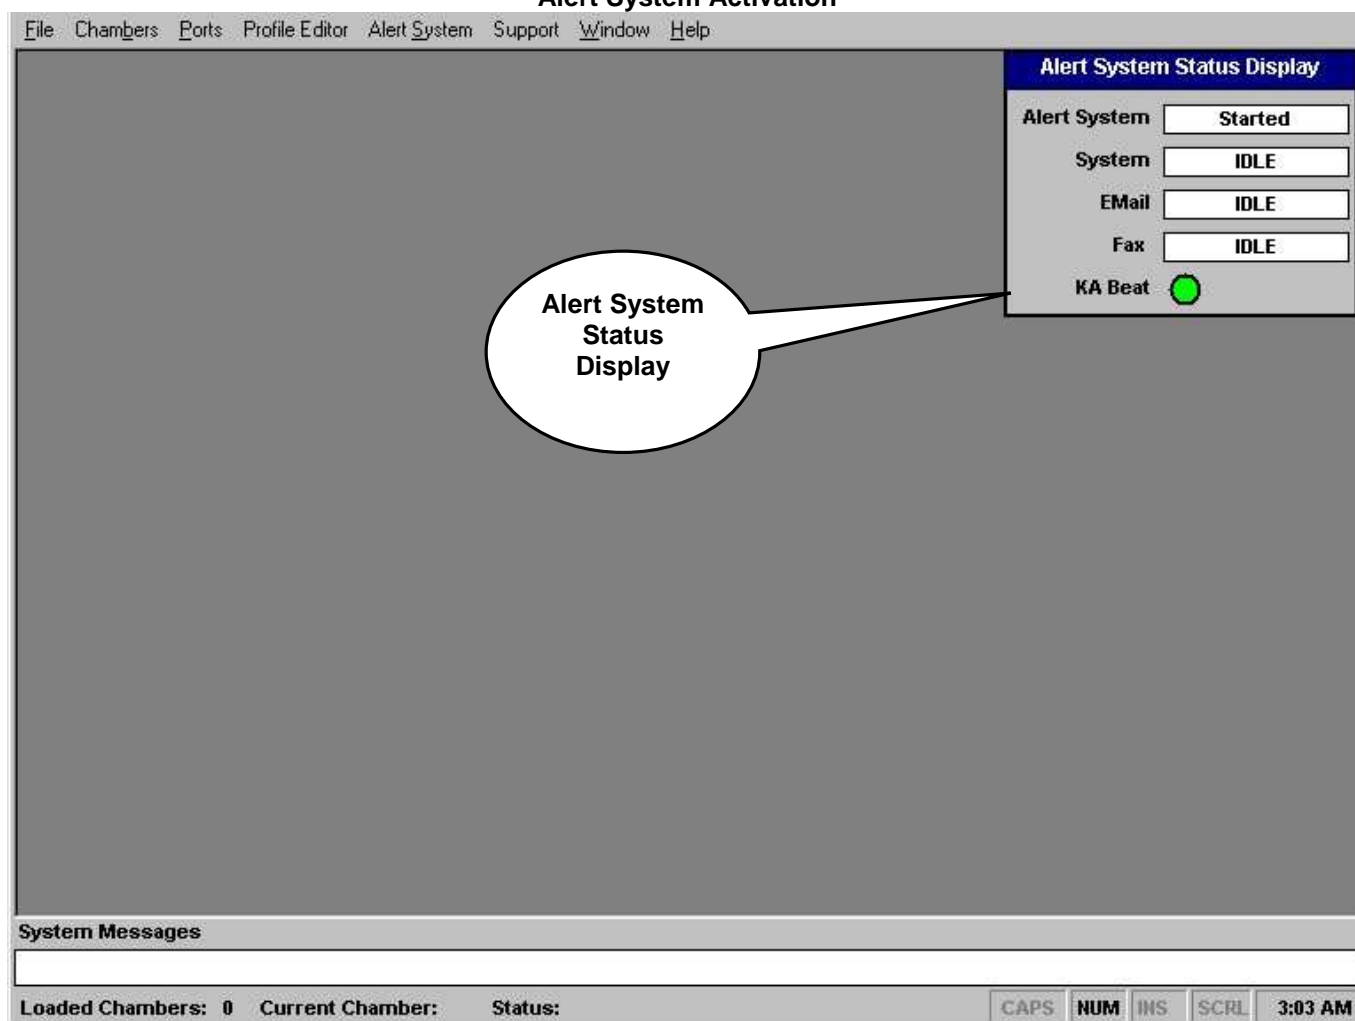 Alert System Activation
File Chambers Ports Profile Editor Alert System Support Window Help
Alert System Status Display
Alert System Started
System IDLE
EMail IDLE
Fax IDLE
KA Beat
Alert System
Status
Display
System Messages
Loaded Chambers: 0 Current Chamber: Status: CAPS NUM INS SCRL 3:03 AM